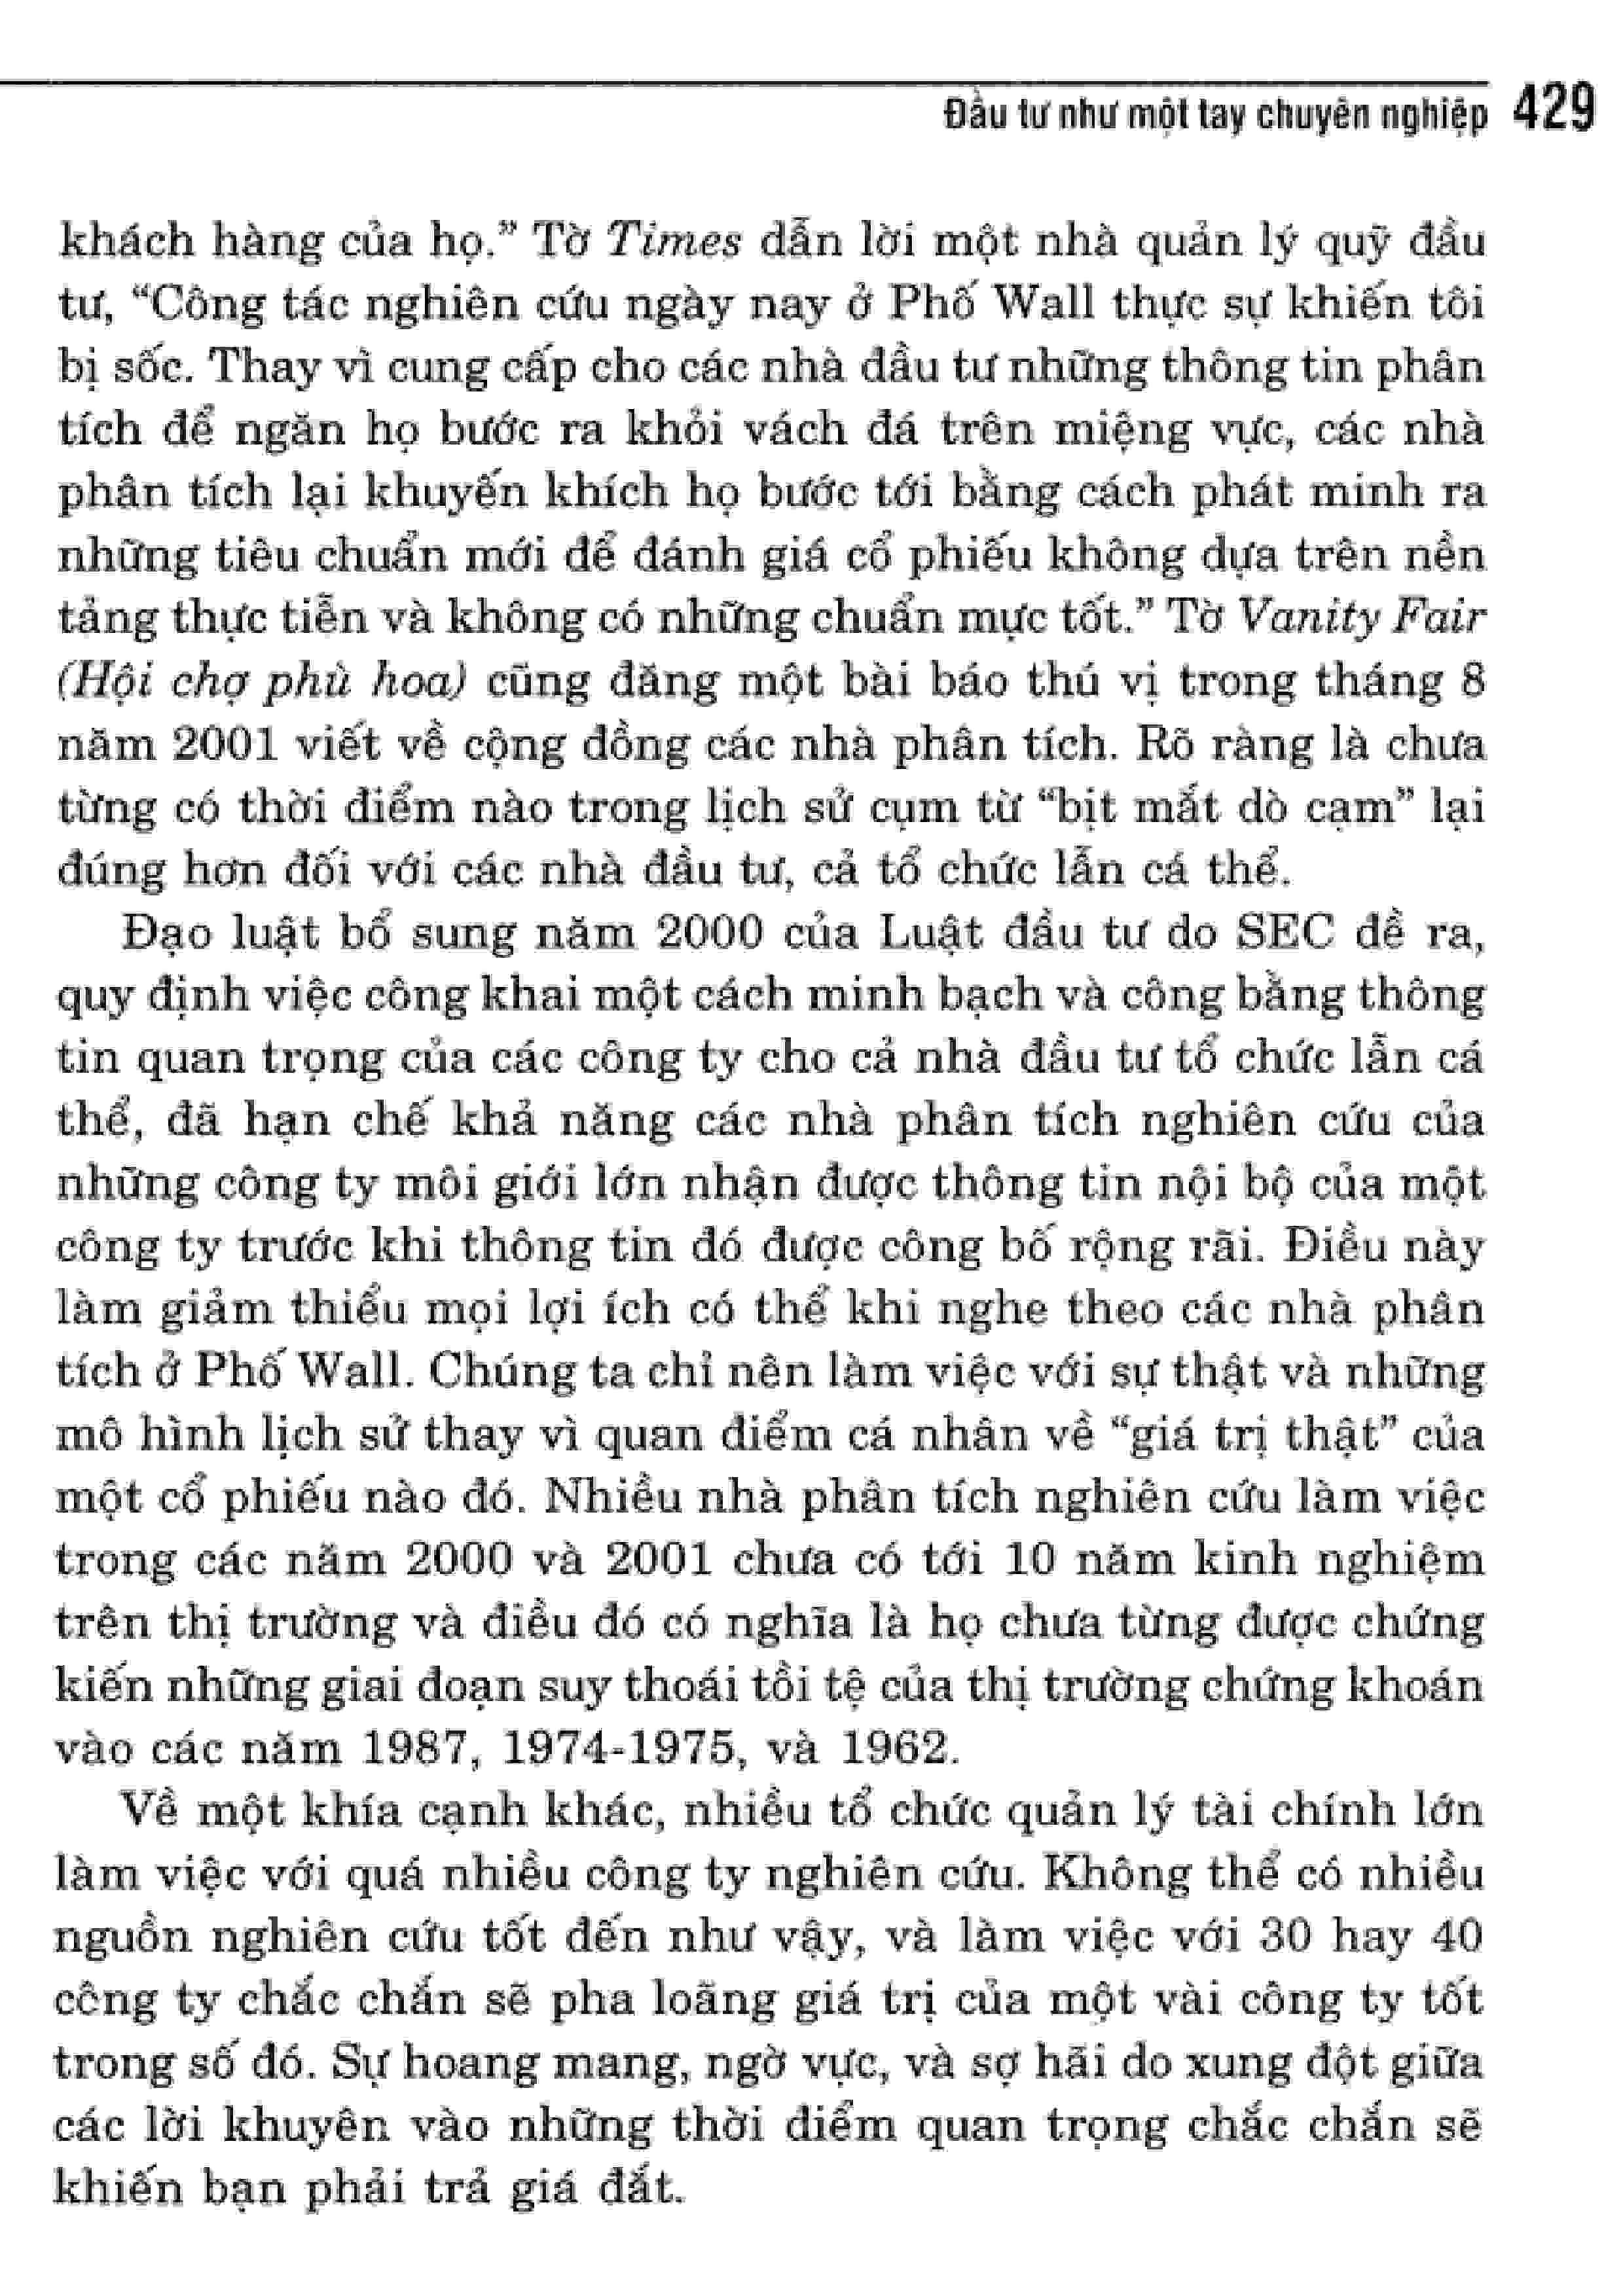 Đầu tư như một tay chuyên nghiệp 429
khách hàng của họ.” Tờ Times dẫn lời một nhà quản lý quỹ đầu
tư, “Công tác nghiên cứu ngày nay ở Phố Wall thực sự khiến tôi
bị sốc. Thay vì cung cấp cho các nhà đầu tư những thông tin phân
tích để ngăn họ bước ra khỏi vách đá trên miệng vực, các nhà
phân tích lại khuyến khích họ bước tới bằng cách phát minh ra
những tiêu chuẩn mới để đánh giá cổ phiếu không dựa trên nền
tảng thực tiễn và không có những chuẩn mực tốt.” Tờ Vanity Fair
(Hội chợ phù hoa) cũng đăng một bài báo thú vị trong tháng 8
năm 2001 viết về cộng đồng các nhà phân tích. Rõ ràng là chưa
từng có thời điểm nào trong lịch sử cụm từ “bịt mắt dò cạm” lại
đúng hơn đối với các nhà đầu tư, cả tổ chức lẫn cá thể.
Đạo luật bổ sung năm 2000 của Luật đầu tư do SEC đề ra,
quy định việc công khai một cách minh bạch và công bằng thông
tin quan trọng của các công ty cho cả nhà đầu tư tổ chức lẫn cá
thể, đã hạn chế khả năng các nhà phân tích nghiên cứu của
những công ty môi giới lớn nhận được thông tin nội bộ của một
công ty trước khi thông tin đó được công bố rộng rãi. Điều này
làm giảm thiểu mọi lợi ích có thể khi nghe theo các nhà phân
tích ở Phố Wall. Chúng ta chỉ nên làm việc với sự thật và những
mô hình lịch sử thay vì quan điểm cá nhân về “giá trị thật” của
một cổ phiếu nào đó. Nhiều nhà phân tích nghiên cứu làm việc
trong các năm 2000 và 2001 chưa có tới 10 năm kinh nghiệm
trên thị trường và điều đó có nghĩa là họ chưa từng được chứng
kiến những giai đoạn suy thoái tồi tệ của thị trường chứng khoán
vào các năm 1987, 1974-1975, và 1962.
Về một khía cạnh khác, nhiều tổ chức quản lý tài chính lớn
làm việc với quá nhiều công ty nghiên cứu. Không thể có nhiều
nguồn nghiên cứu tốt đến như vậy, và làm việc với 30 hay 40
công ty chắc chắn sẽ pha loãng giá trị của một vài công ty tốt
trong số đó. Sự hoang mang, ngờ vực, và sợ hãi do xung đột giữa
các lời khuyên vào những thời điểm quan trọng chắc chắn sẽ
khiến bạn phải trả giá đắt.